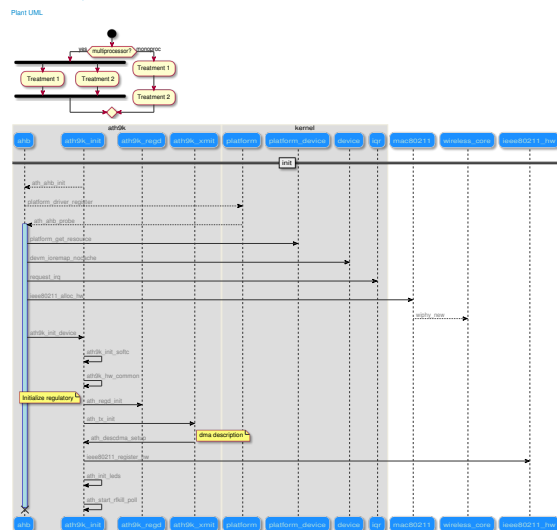 Plant UML
yes
multiprocessor?
monoproc
Treatment 1
Treatment 2
Treatment 1
Treatment 2
ath9k
kernel
ahb
ath9k_init
ath9k_regd
ath9k_xmit
platform
platform_device
device
iqr
mac80211
wireless_core
ieee80211_hw
init
ath_ahb_init
platform_driver_register
ath_ahb_probe
platform_get_resource
devm_ioremap_nocache
request_irq
ieee80211_alloc_hw
wiphy_new
ath9k_init_device
ath9k_init_softc
ath9k_hw_common
Initialize regulatory
ath_regd_init
ath_tx_init
dma description
ath_descdma_setup
ieee80211_register_hw
ath_init_leds
ath_start_rfkill_poll
ahb
ath9k_init
ath9k_regd
ath9k_xmit
platform
platform_device
device
iqr
mac80211
wireless_core
ieee80211_hw